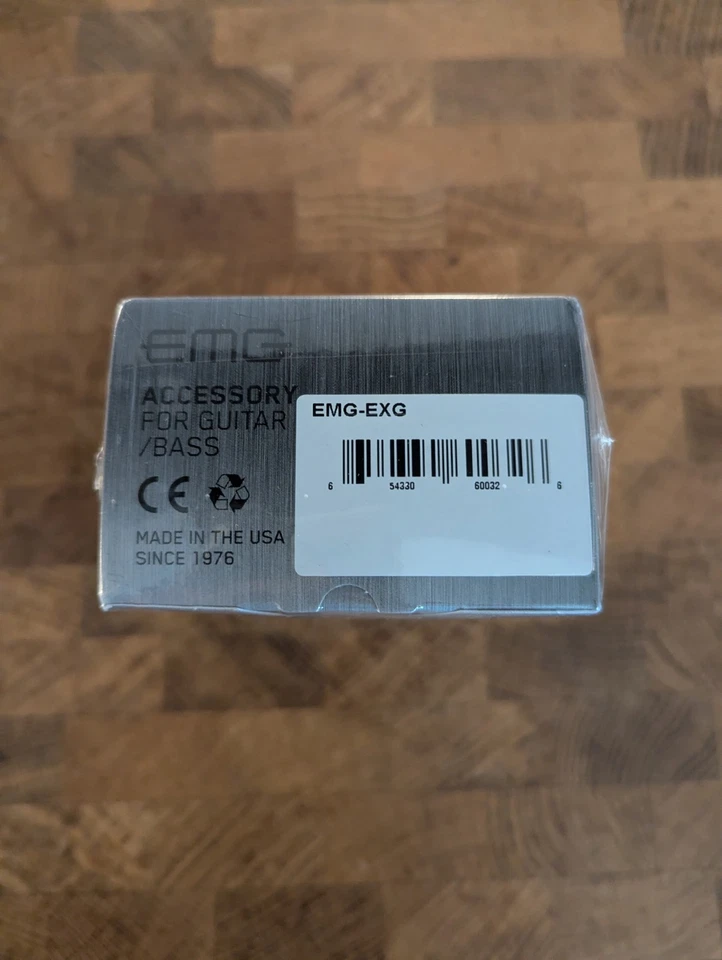 EMG
ACCESSORY
FOR GUITAR
/BASS
CE
MADE IN THE USA
SINCE 1976
EMG-EXG
6 54330 60032 6